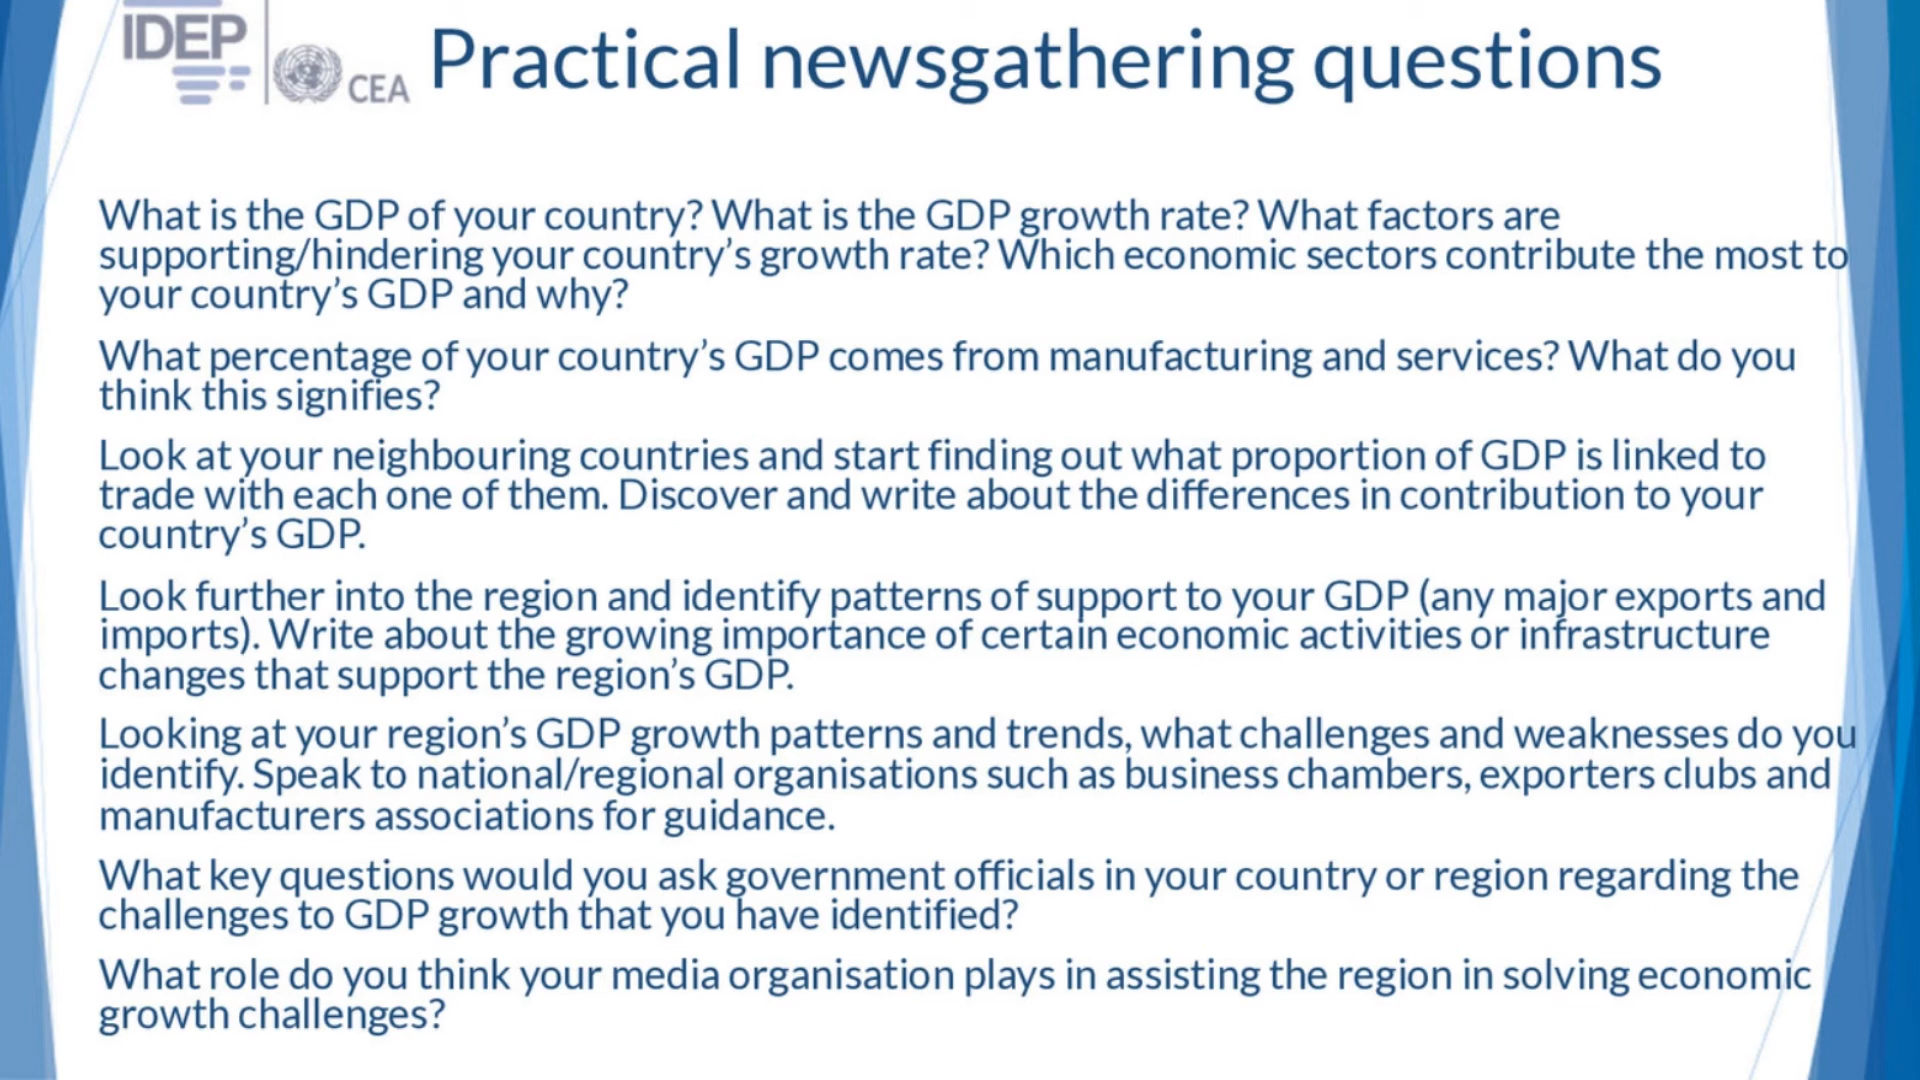 IDEP
CEA
Practical newsgathering questions
What is the GDP of your country? What is the GDP growth rate? What factors are
supporting/hindering your country's growth rate? Which economic sectors contribute the most to
your country's GDP and why?
What percentage of your country's GDP comes from manufacturing and services? What do you
think this signifies?
Look at your neighbouring countries and start finding out what proportion of GDP is linked to
trade with each one of them. Discover and write about the differences in contribution to your
country's GDP.
Look further into the region and identify patterns of support to your GDP (any major exports and
imports). Write about the growing importance of certain economic activities or infrastructure
changes that support the region's GDP.
Looking at your region's GDP growth patterns and trends, what challenges and weaknesses do you
identify. Speak to national/regional organisations such as business chambers, exporters clubs and
manufacturers associations for guidance.
What key questions would you ask government officials in your country or region regarding the
challenges to GDP growth that you have identified?
What role do you think your media organisation plays in assisting the region in solving economic
growth challenges?